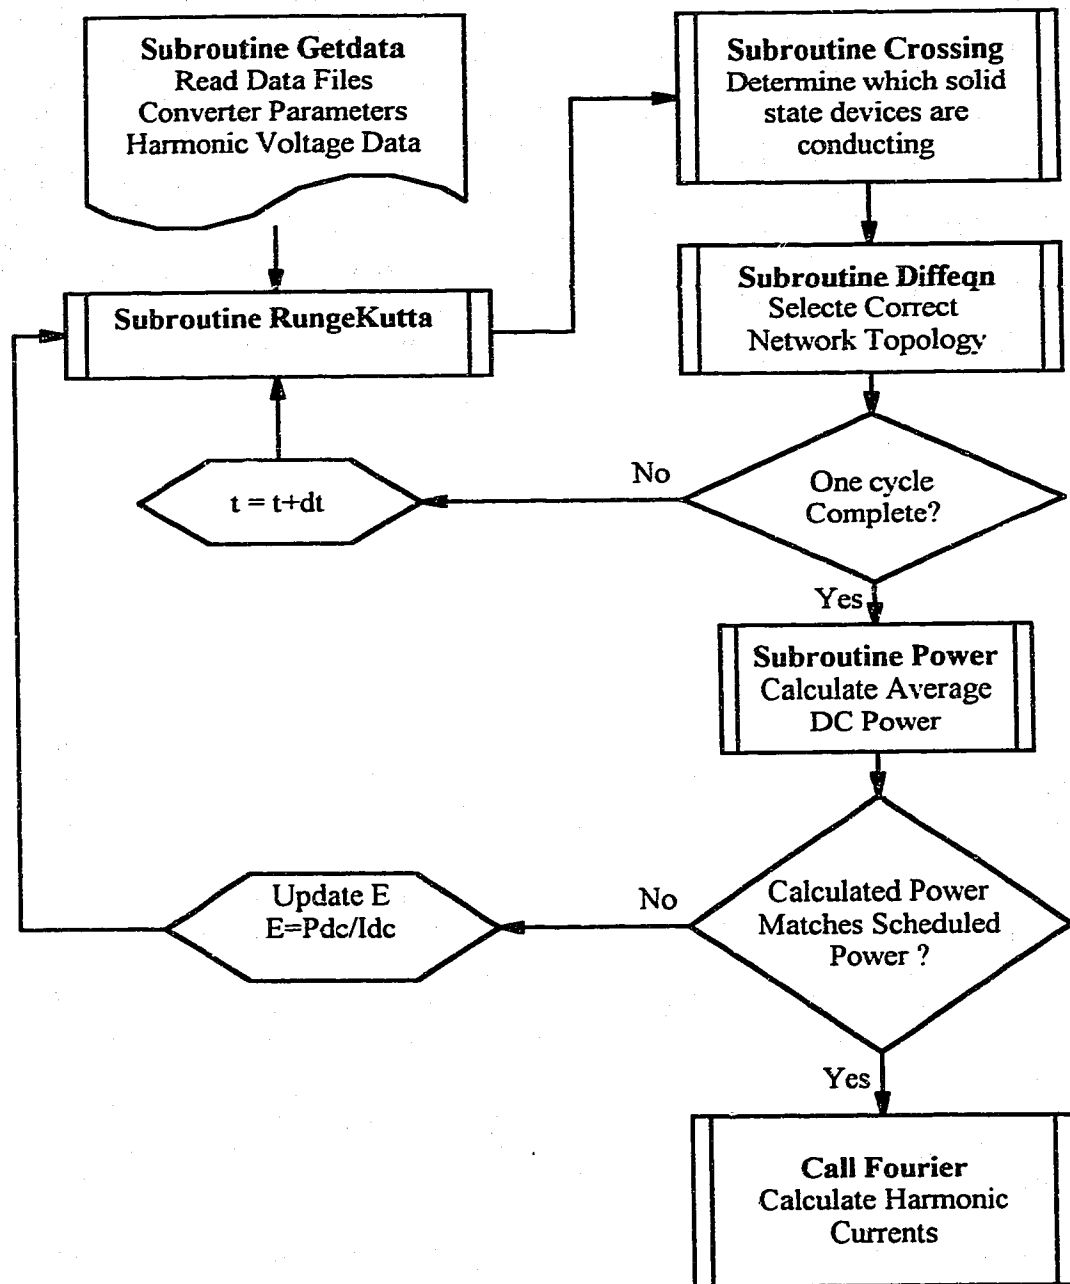 Subroutine Getdata
Read Data Files
Converter Parameters
Harmonic Voltage Data
Subroutine RungeKutta
Subroutine Crossing
Determine which solid
state devices are
conducting
Subroutine Diffeqn
Selecte Correct
Network Topology
One cycle
Complete?
No
t = t+dt
Yes
Subroutine Power
Calculate Average
DC Power
Calculated Power
Matches Scheduled
Power ?
No
Update E
E=Pdc/Idc
Yes
Call Fourier
Calculate Harmonic
Currents